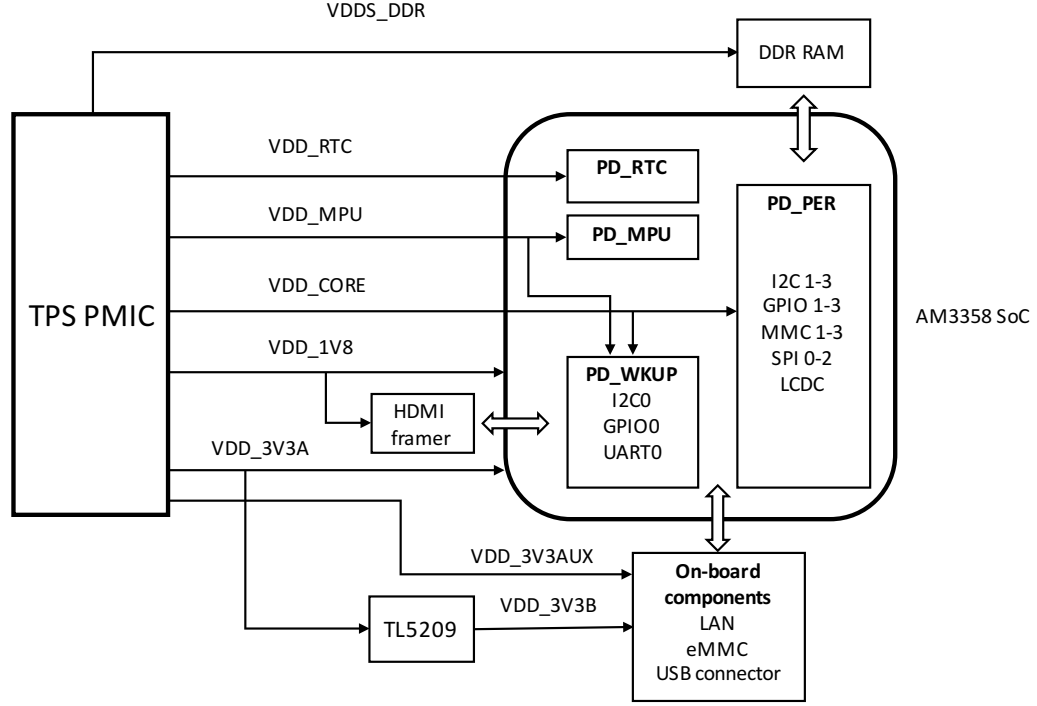 VDDS_DDR
DDR RAM
VDD_RTC
PD_RTC
VDD_MPU
PD_MPU
PD_PER
I2C 1-3
GPIO 1-3
MMC 1-3
SPI 0-2
LCDC
TPS PMIC
VDD_CORE
AM3358 SoC
VDD_1V8
PD_WKUP
I2C0
GPIO0
UART0
HDMI
framer
VDD_3V3A
VDD_3V3AUX
On-board
components
LAN
eMMC
USB connector
TL5209
VDD_3V3B